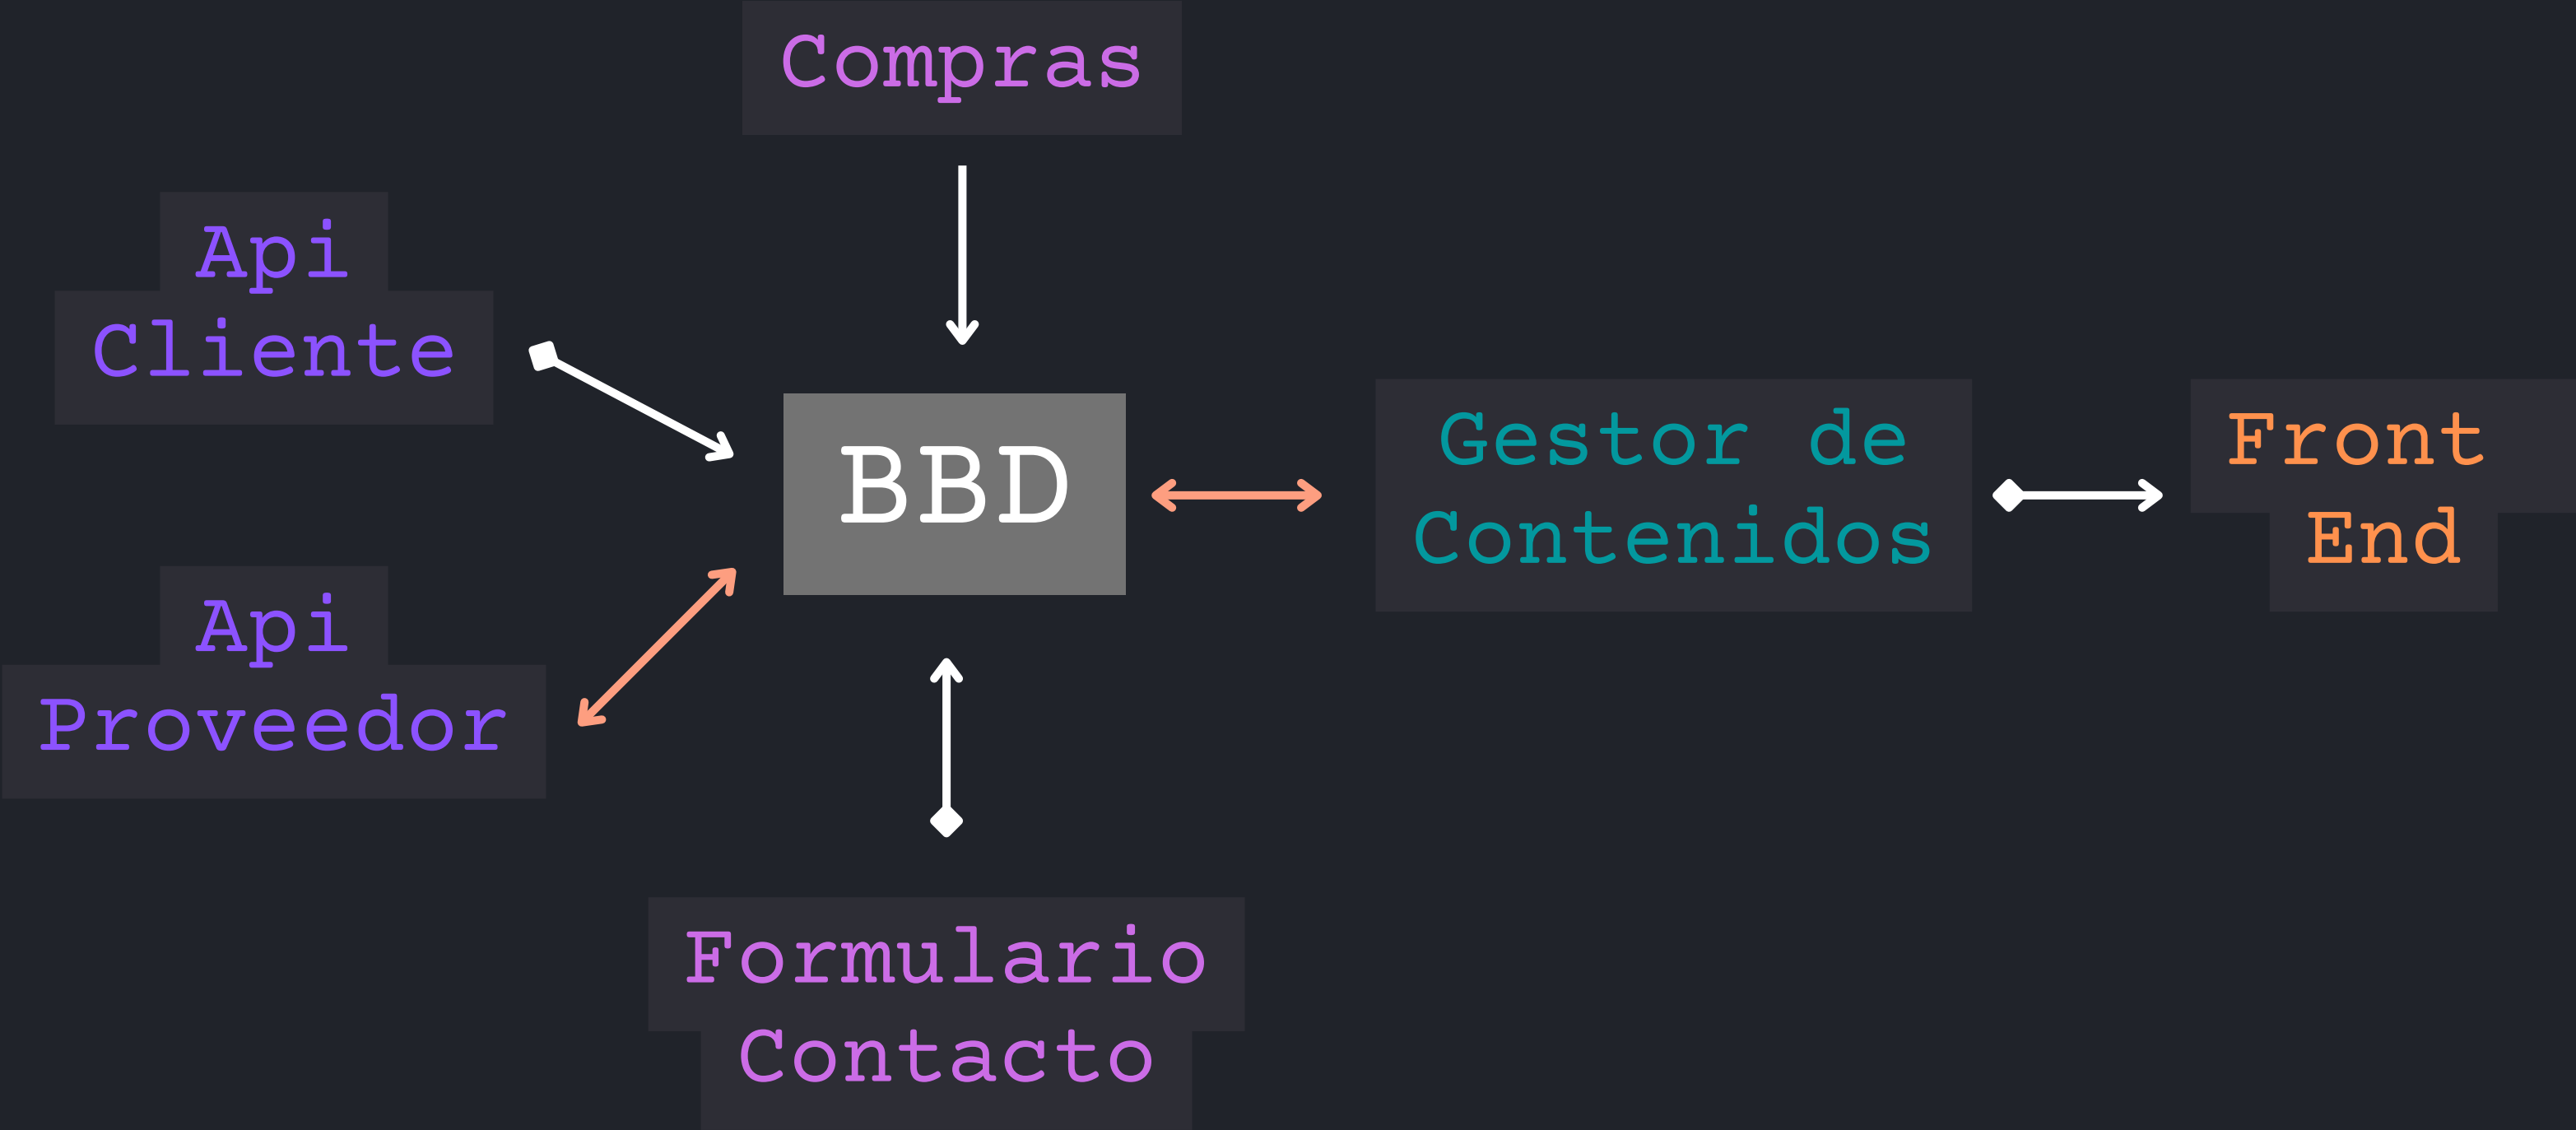 Compras
Api
Cliente
BBD
Gestor de
Contenidos
Front
End
Api
Proveedor
Formulario
Contacto